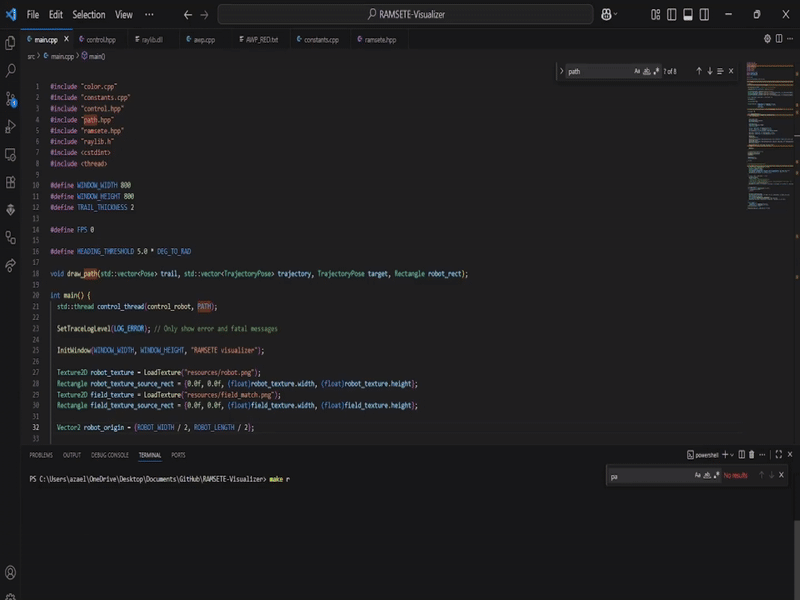 File Edit Selection View ... RAMSETE-Visualizer
main.cpp control.hpp raylib.dll awp.cpp AWP_RED.txt constants.cpp ramsete.hpp
src > main.cpp > main()
path Aa ab ? of 8
1 #include "color.cpp"
2 #include "constants.cpp"
3 #include "control.hpp"
4 #include "path.hpp"
5 #include "ramsete.hpp"
6 #include "raylib.h"
7 #include <cstdint>
8 #include <thread>
9
10 #define WINDOW_WIDTH 800
11 #define WINDOW_HEIGHT 800
12 #define TRAIL_THICKNESS 2
13
14 #define FPS 0
15
16 #define HEADING_THRESHOLD 5.0 * DEG_TO_RAD
17
18 void draw_path(std::vector<Pose> trail, std::vector<TrajectoryPose> trajectory, TrajectoryPose target, Rectangle robot_rect);
19
20 int main() {
21 std::thread control_thread(control_robot, PATH);
22
23 SetTraceLogLevel(LOG_ERROR); // Only show error and fatal messages
24
25 InitWindow(WINDOW_WIDTH, WINDOW_HEIGHT, "RAMSETE visualizer");
26
27 Texture2D robot_texture = LoadTexture("resources/robot.png");
28 Rectangle robot_texture_source_rect = {0.0f, 0.0f, (float)robot_texture.width, (float)robot_texture.height};
29 Texture2D field_texture = LoadTexture("resources/field_match.png");
30 Rectangle field_texture_source_rect = {0.0f, 0.0f, (float)field_texture.width, (float)field_texture.height};
31
32 Vector2 robot_origin = {ROBOT_WIDTH / 2, ROBOT_LENGTH / 2};
33
PROBLEMS OUTPUT DEBUG CONSOLE TERMINAL PORTS powershell
PS C:\Users\azael\OneDrive\Desktop\Documents\GitHub\RAMSETE-Visualizer> make r
pa Aa ab No results